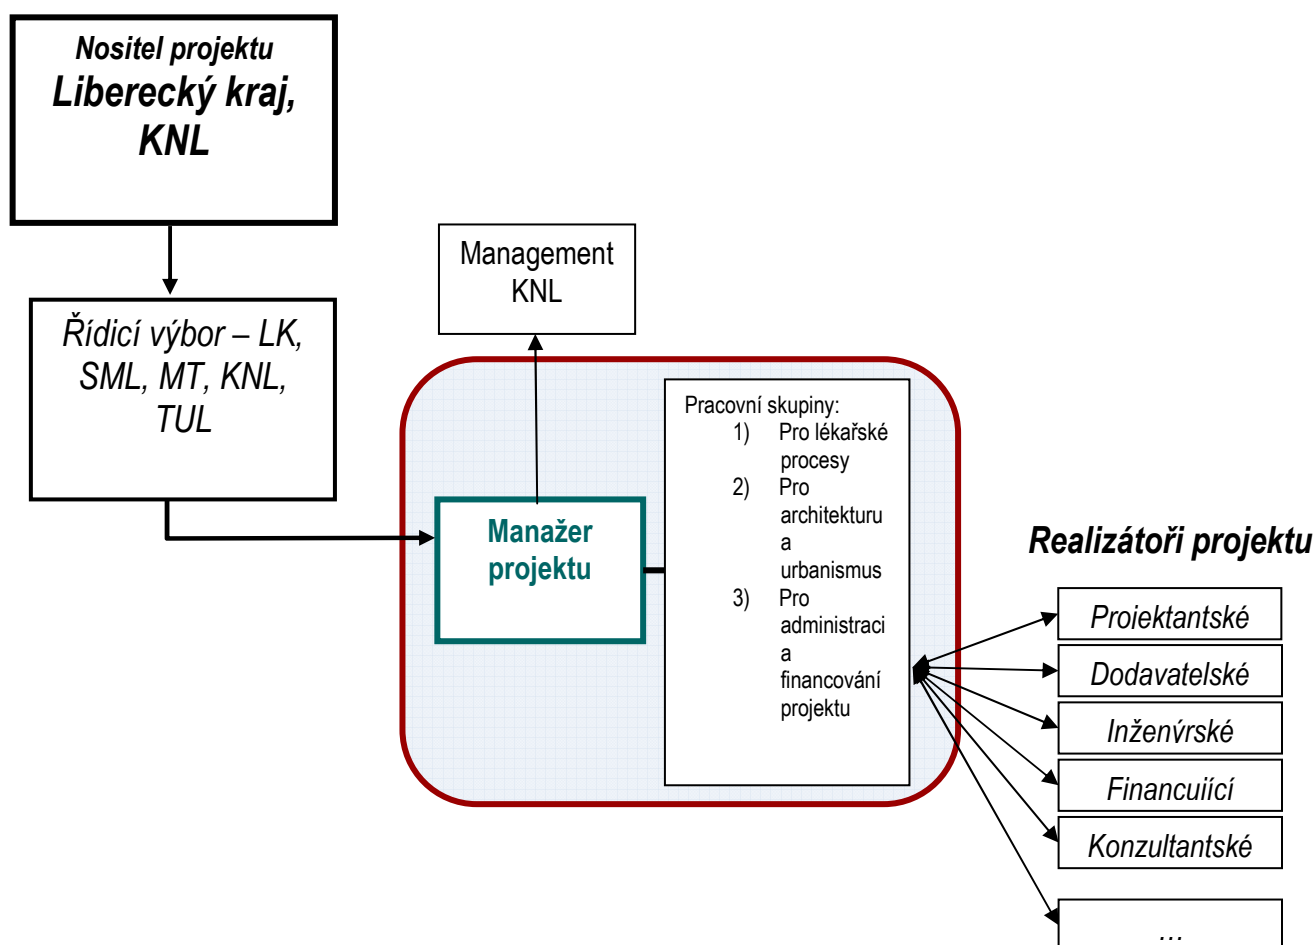 Nositel projektu
Liberecký kraj,
KNL
Management
KNL
Řídicí výbor – LK,
SML, MT, KNL,
TUL
Pracovní skupiny:
1) Pro lékařské
procesy
2) Pro
architekturu
a
urbanismus
3) Pro
administraci
a
financování
projektu
Manažer
projektu
Realizátoři projektu
Projektantské
Dodavatelské
Inženýrské
Financující
Konzultantské
...